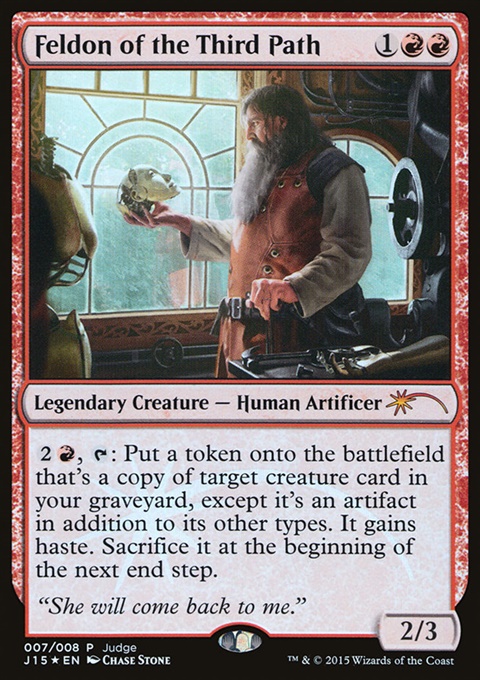 Feldon of the Third Path 1
Legendary Creature — Human Artificer
2 , : Put a token onto the battlefield
that's a copy of target creature card in
your graveyard, except it's an artifact
in addition to its other types. It gains
haste. Sacrifice it at the beginning of
the next end step.
“She will come back to me.”
2/3
007/008 P Judge
J15★EN Chase Stone
™ & © 2015 Wizards of the Coast